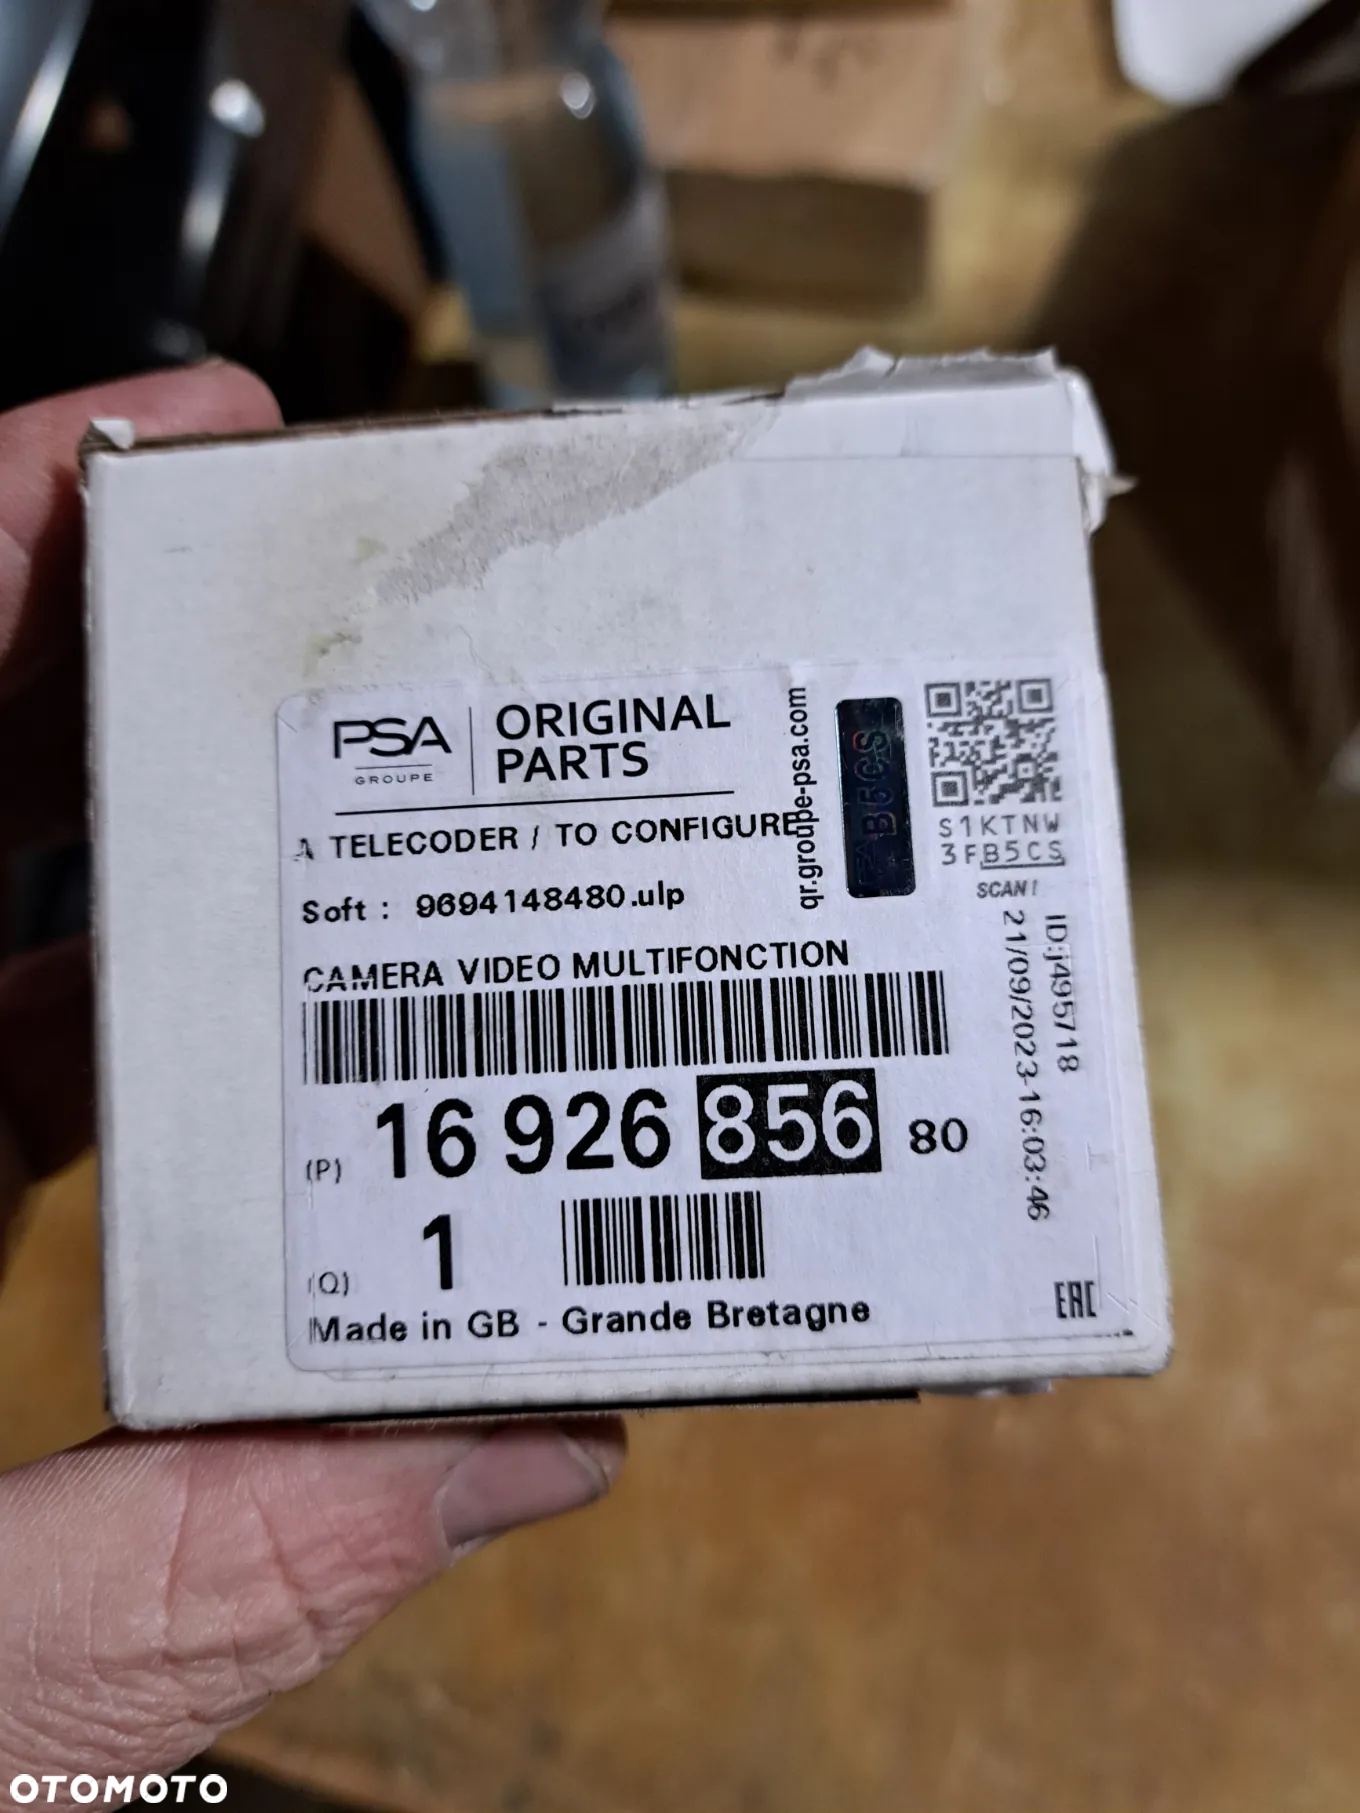 PSA
GROUPE
ORIGINAL
PARTS
A TELECODER / TO CONFIGURE
Soft : 9694148480.ulp
CAMERA VIDEO MULTIFONCTION
(P) 16 926 856 80
(Q) 1
Made in GB - Grande Bretagne
qr.groupe-psa.com
B5CS
S1KTNW
3FB5CS
SCAN!
ID:j495718
21/09/2023-16:03:46
EAC
OTOMOTO